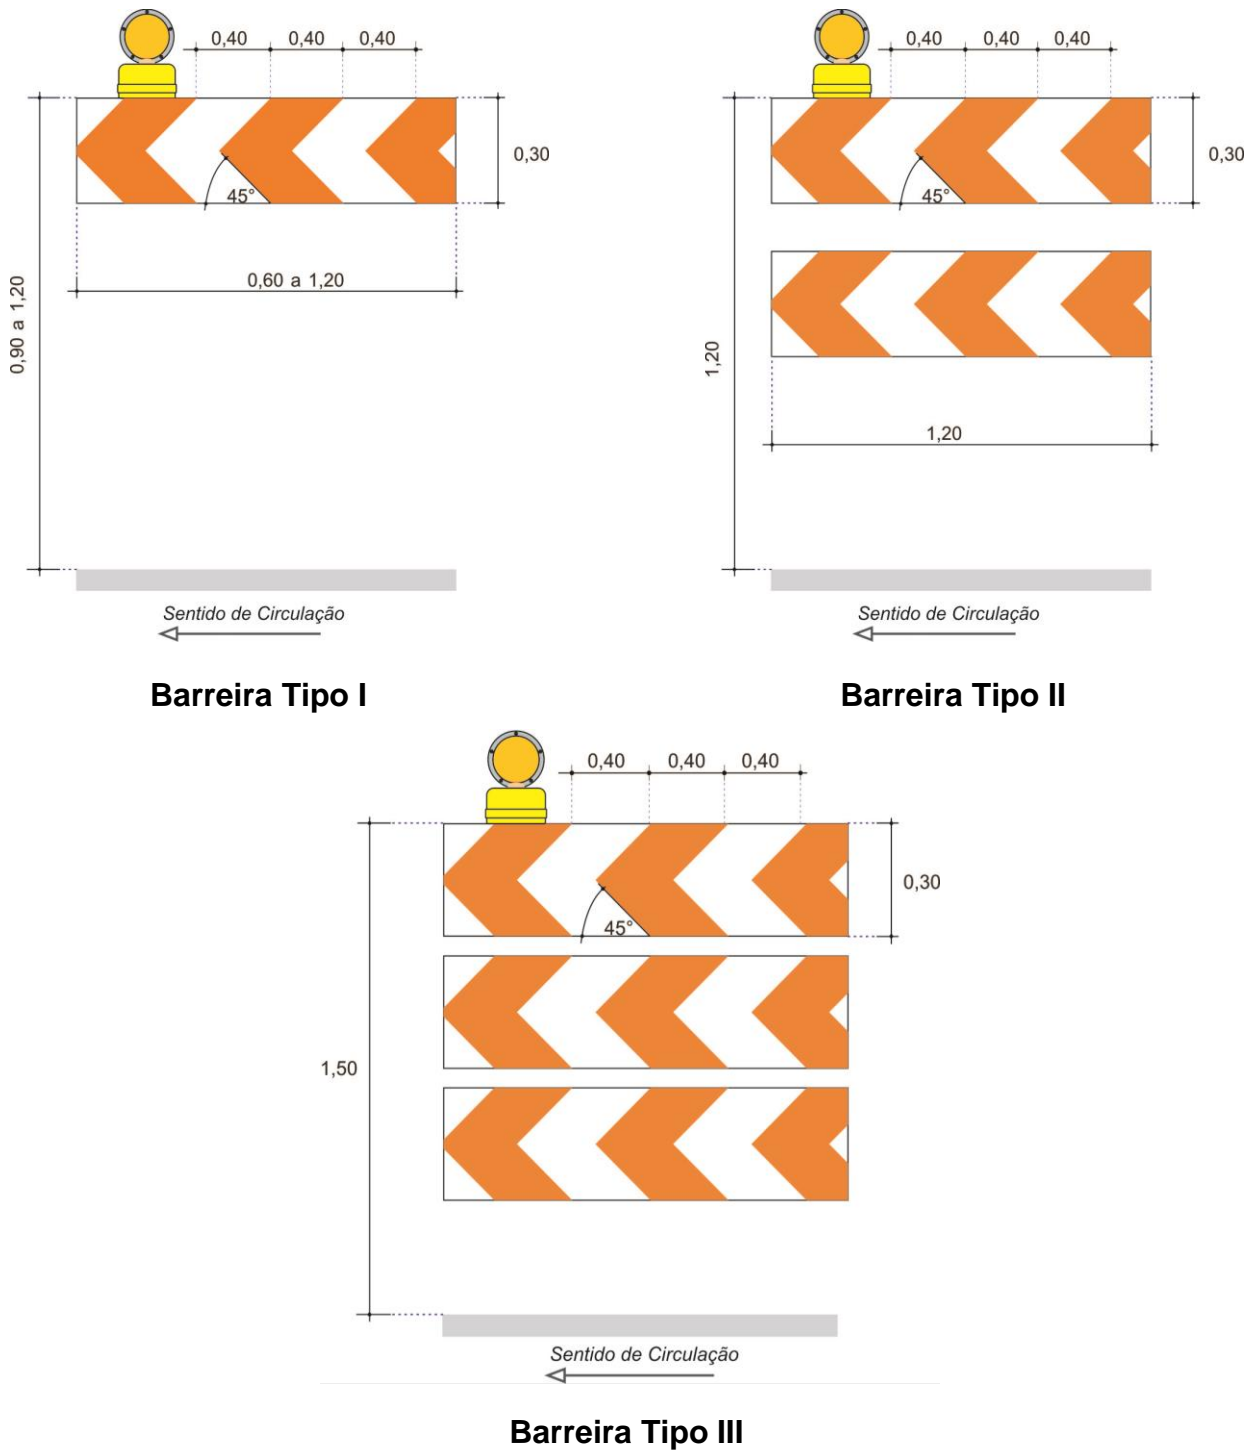 0,40 0,40 0,40
0,30
45°
0,60 a 1,20
0,90 a 1,20
Sentido de Circulação
Barreira Tipo I
0,40 0,40 0,40
0,30
45°
1,20
1,20
Sentido de Circulação
Barreira Tipo II
0,40 0,40 0,40
0,30
45°
1,50
Sentido de Circulação
Barreira Tipo III